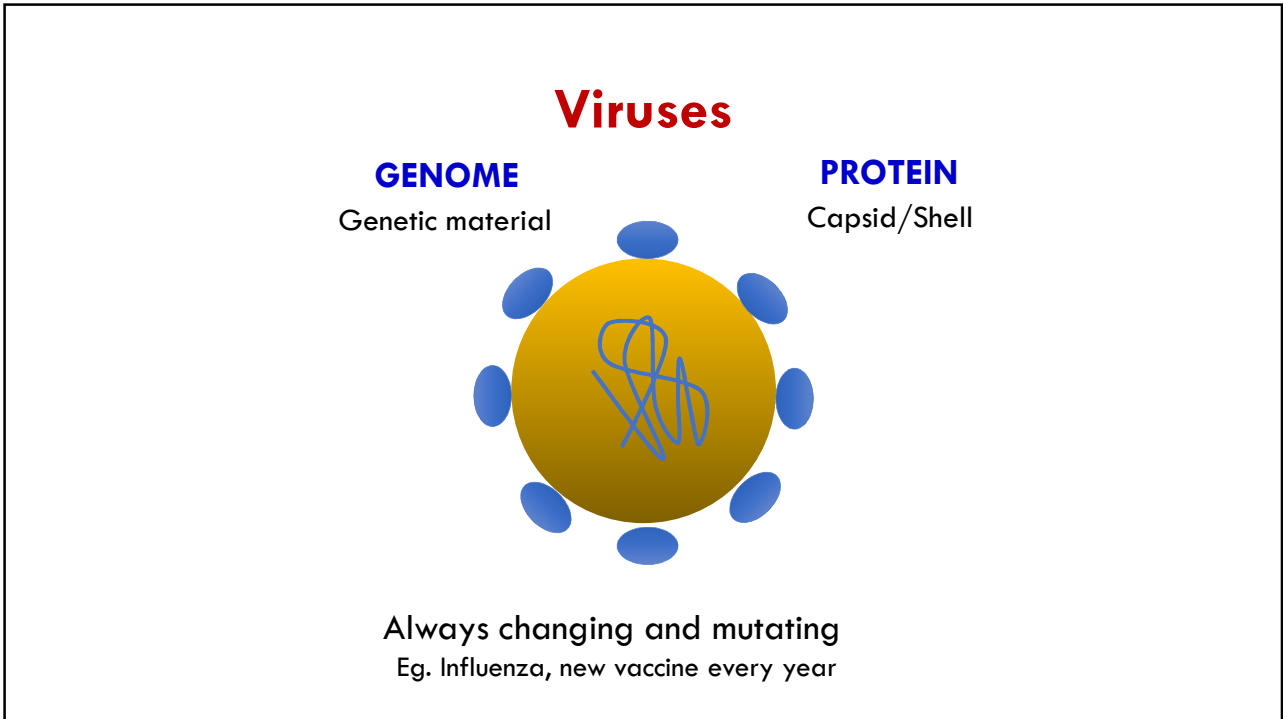 Viruses
GENOME
Genetic material
PROTEIN
Capsid/Shell
Always changing and mutating
Eg. Influenza, new vaccine every year